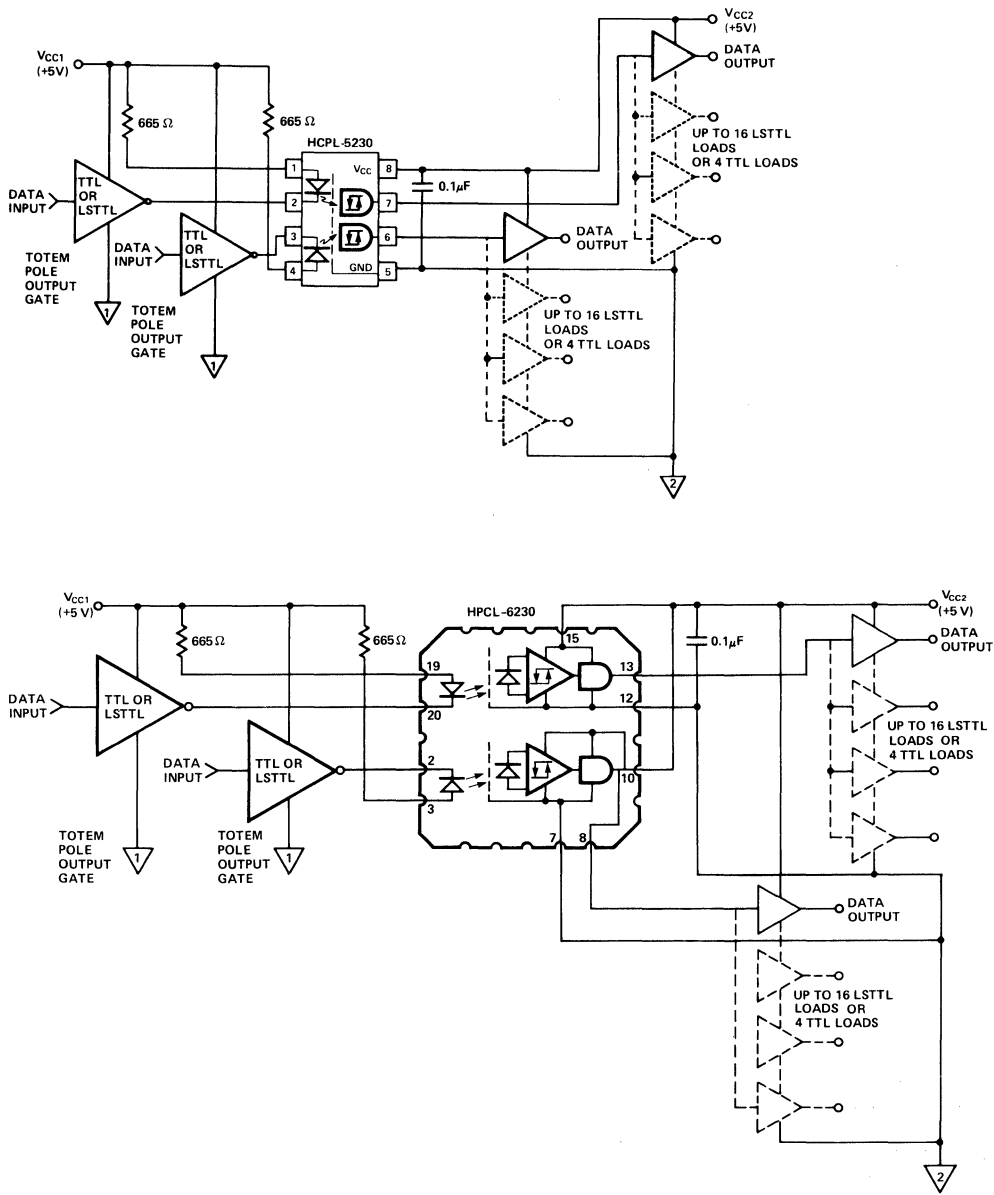 VCC2
(+5V)
DATA
OUTPUT
VCC1
(+5V)
665 Ω
665 Ω
HCPL-5230
UP TO 16 LSTTL
LOADS
OR 4 TTL LOADS
1
VCC
8
0.1μF
DATA
INPUT
TTL
OR
LSTTL
2
7
3
6
DATA
OUTPUT
DATA
INPUT
TTL
OR
LSTTL
4
GND
5
TOTEM
POLE
OUTPUT
GATE
1
TOTEM
POLE
OUTPUT
GATE
1
UP TO 16 LSTTL
LOADS
OR 4 TTL LOADS
2
VCC1
(+5 V)
HPCL-6230
VCC2
(+5 V)
665Ω
665Ω
15
0.1μF
DATA
OUTPUT
19
13
DATA
INPUT
TTL OR
LSTTL
20
12
UP TO 16 LSTTL
LOADS OR
4 TTL LOADS
DATA
INPUT
TTL OR
LSTTL
2
10
3
7
8
TOTEM
POLE
OUTPUT
GATE
1
TOTEM
POLE
OUTPUT
GATE
1
DATA
OUTPUT
UP TO 16 LSTTL
LOADS OR
4 TTL LOADS
2